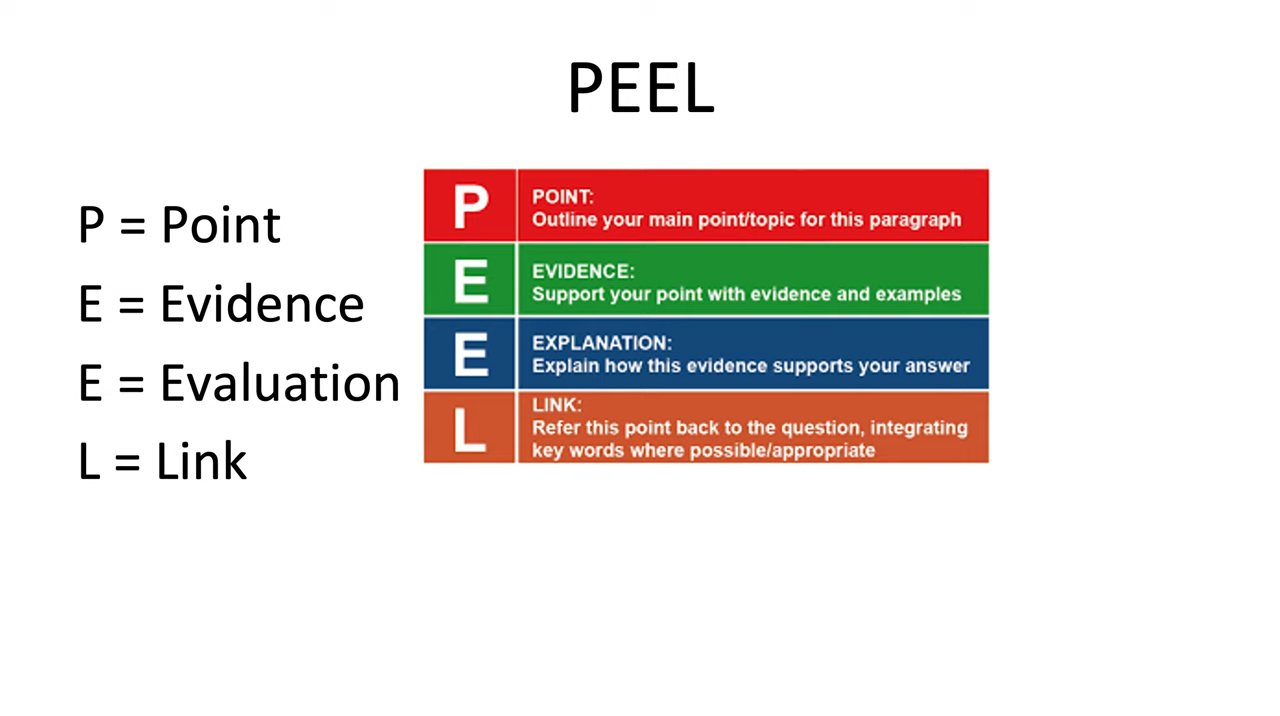 PEEL
P = Point
E = Evidence
E = Evaluation
L = Link
P
POINT:
Outline your main point/topic for this paragraph
E
EVIDENCE:
Support your point with evidence and examples
E
EXPLANATION:
Explain how this evidence supports your answer
L
LINK:
Refer this point back to the question, integrating
key words where possible/appropriate